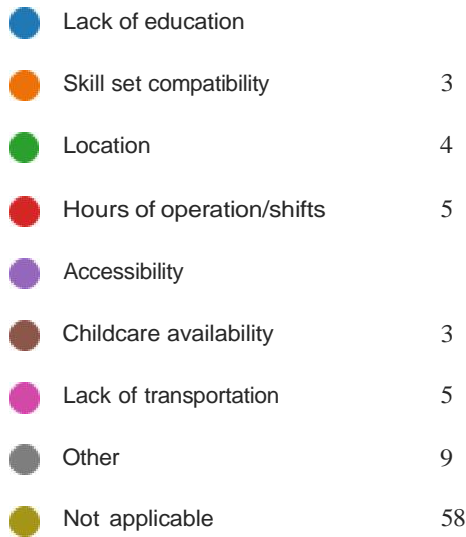 Lack of education
Skill set compatibility 3
Location 4
Hours of operation/shifts 5
Accessibility
Childcare availability 3
Lack of transportation 5
Other 9
Not applicable 58